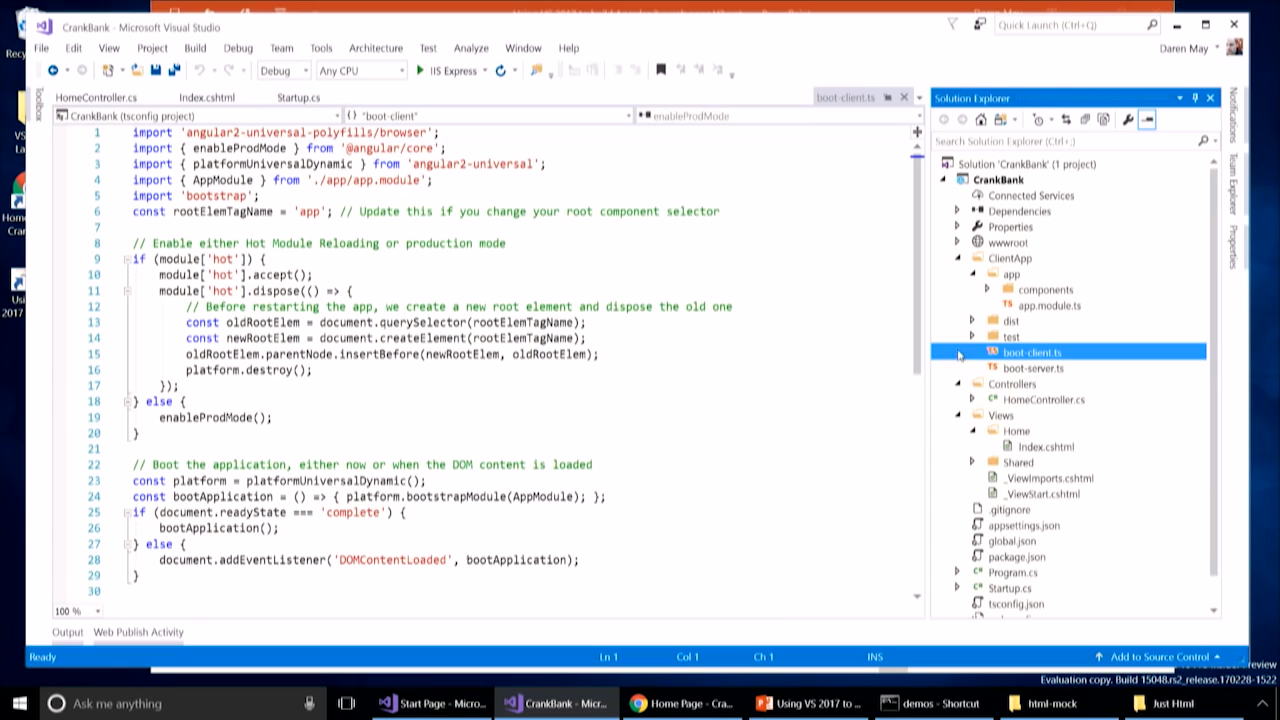 Recy
VS
La
Home
Cran
Usi
2017
CrankBank - Microsoft Visual Studio
Quick Launch (Ctrl+Q)
File Edit View Project Build Debug Team Tools Architecture Test Analyze Window Help
Daren May
Debug Any CPU IIS Express
Toolbox
HomeController.cs Index.cshtml Startup.cs boot-client.ts
CrankBank (tsconfig project) {} "boot-client" enableProdMode
1 import 'angular2-universal-polyfills/browser';
2 import { enableProdMode } from '@angular/core';
3 import { platformUniversalDynamic } from 'angular2-universal';
4 import { AppModule } from './app/app.module';
5 import 'bootstrap';
6 const rootElemTagName = 'app'; // Update this if you change your root component selector
7
8 // Enable either Hot Module Reloading or production mode
9 if (module['hot']) {
10 module['hot'].accept();
11 module['hot'].dispose(() => {
12 // Before restarting the app, we create a new root element and dispose the old one
13 const oldRootElem = document.querySelector(rootElemTagName);
14 const newRootElem = document.createElement(rootElemTagName);
15 oldRootElem.parentNode.insertBefore(newRootElem, oldRootElem);
16 platform.destroy();
17 });
18 } else {
19 enableProdMode();
20 }
21
22 // Boot the application, either now or when the DOM content is loaded
23 const platform = platformUniversalDynamic();
24 const bootApplication = () => { platform.bootstrapModule(AppModule); };
25 if (document.readyState === 'complete') {
26 bootApplication();
27 } else {
28 document.addEventListener('DOMContentLoaded', bootApplication);
29 }
30
100 %
Output Web Publish Activity
Ready Ln 1 Col 1 Ch 1 INS Add to Source Control
Solution Explorer
Search Solution Explorer (Ctrl+;)
Solution 'CrankBank' (1 project)
CrankBank
Connected Services
Dependencies
Properties
wwwroot
ClientApp
app
components
TS app.module.ts
dist
test
TS boot-client.ts
TS boot-server.ts
Controllers
C# HomeController.cs
Views
Home
Index.cshtml
Shared
_ViewImports.cshtml
_ViewStart.cshtml
.gitignore
appsettings.json
global.json
package.json
C# Program.cs
C# Startup.cs
tsconfig.json
Notifications
Team Explorer
Properties
Evaluation copy. Build 15048.rs2_release.170228-1522
Ask me anything
Start Page - Micro...
CrankBank - Micr...
Home Page - Cra...
Using VS 2017 to ...
demos - Shortcut
html-mock
Just Html